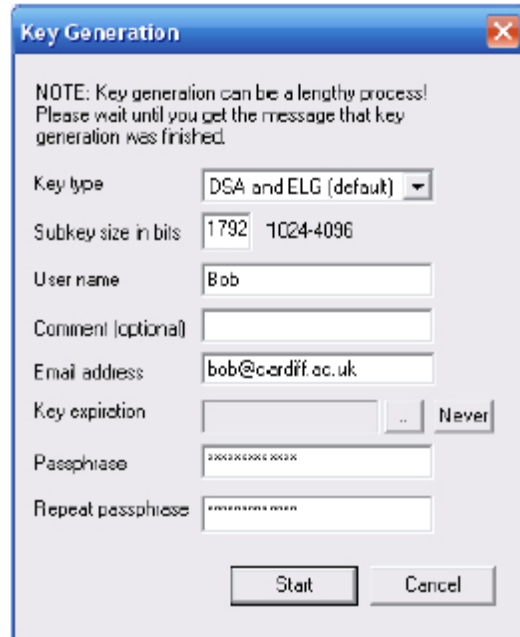 Key Generation
NOTE: Key generation can be a lengthy process!
Please wait until you get the message that key
generation was finished.
Key type DSA and ELG (default)
Subkey size in bits 1792 1024-4096
User name Bob
Comment (optional)
Email address bob@cardiff.ac.uk
Key expiration .. Never
Passphrase *************
Repeat passphrase *************
Start Cancel